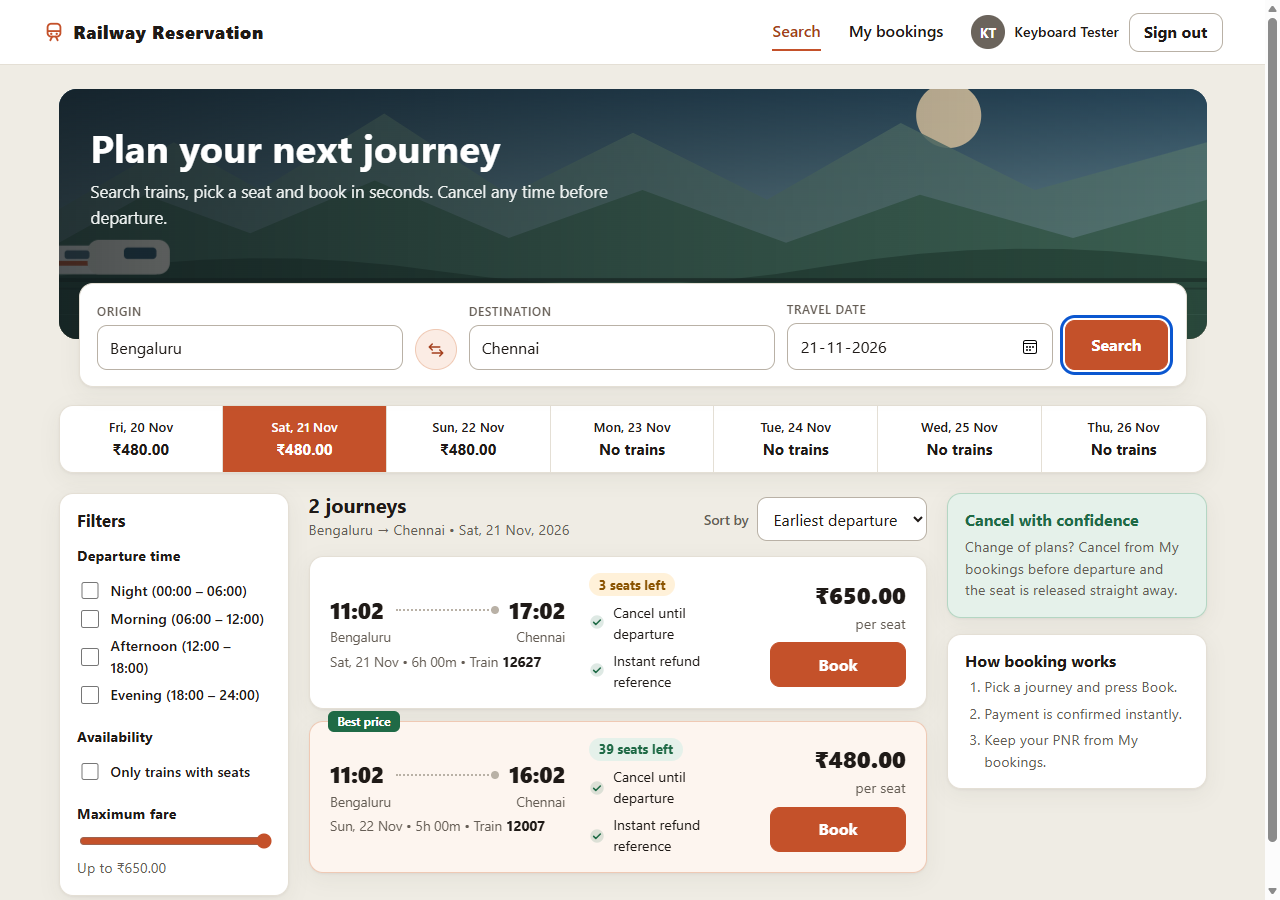 Railway Reservation
Search
My bookings
KT
Keyboard Tester
Sign out
Plan your next journey
Search trains, pick a seat and book in seconds. Cancel any time before
departure.
ORIGIN
Bengaluru
DESTINATION
Chennai
TRAVEL DATE
21-11-2026
Search
Fri, 20 Nov
₹480.00
Sat, 21 Nov
₹480.00
Sun, 22 Nov
₹480.00
Mon, 23 Nov
No trains
Tue, 24 Nov
No trains
Wed, 25 Nov
No trains
Thu, 26 Nov
No trains
Filters
Departure time
Night (00:00 – 06:00)
Morning (06:00 – 12:00)
Afternoon (12:00 –
18:00)
Evening (18:00 – 24:00)
Availability
Only trains with seats
Maximum fare
Up to ₹650.00
2 journeys
Bengaluru → Chennai • Sat, 21 Nov, 2026
Sort by
Earliest departure
11:02
17:02
Bengaluru
Chennai
Sat, 21 Nov • 6h 00m • Train 12627
3 seats left
Cancel until
departure
Instant refund
reference
₹650.00
per seat
Book
Best price
11:02
16:02
Bengaluru
Chennai
Sun, 22 Nov • 5h 00m • Train 12007
39 seats left
Cancel until
departure
Instant refund
reference
₹480.00
per seat
Book
Cancel with confidence
Change of plans? Cancel from My
bookings before departure and
the seat is released straight away.
How booking works
1. Pick a journey and press Book.
2. Payment is confirmed instantly.
3. Keep your PNR from My
bookings.